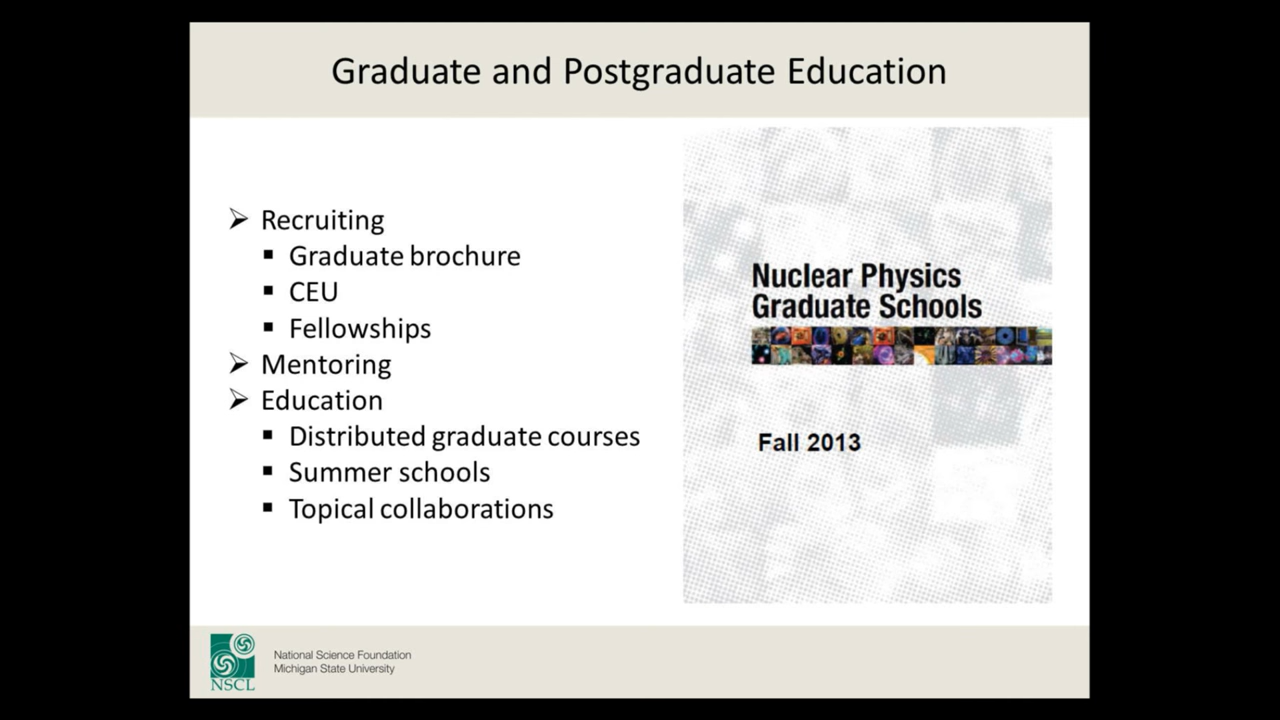 Graduate and Postgraduate Education
➢ Recruiting
▪ Graduate brochure
▪ CEU
▪ Fellowships
➢ Mentoring
➢ Education
▪ Distributed graduate courses
▪ Summer schools
▪ Topical collaborations
Nuclear Physics
Graduate Schools
Fall 2013
NSCL
National Science Foundation
Michigan State University